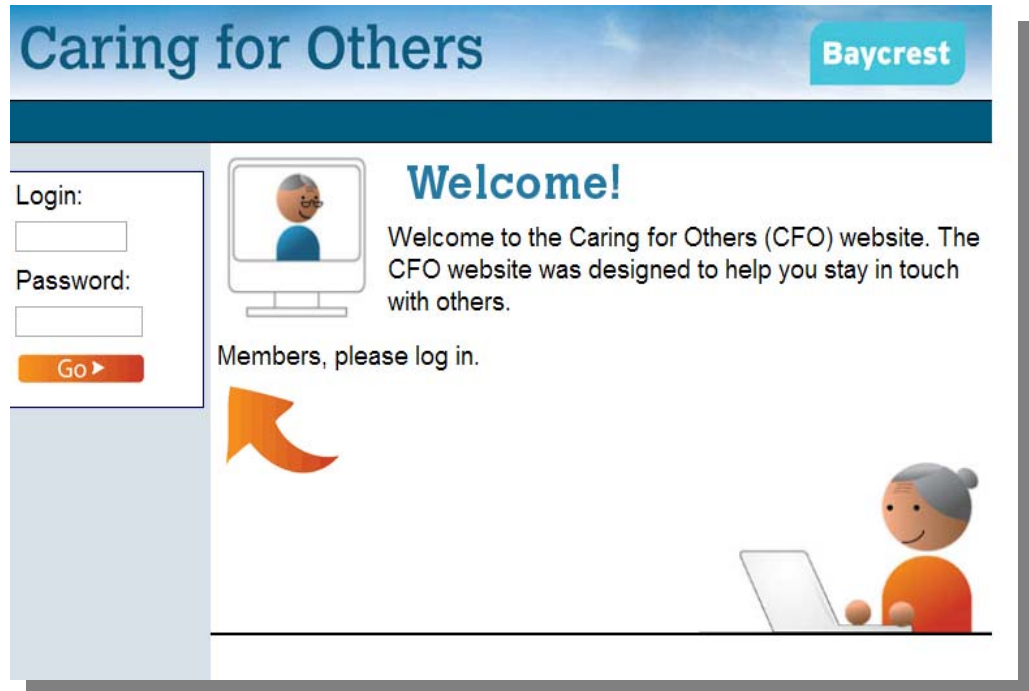 Caring for Others
Baycrest
Login:
Password:
Go
Welcome!
Welcome to the Caring for Others (CFO) website. The
CFO website was designed to help you stay in touch
with others.
Members, please log in.